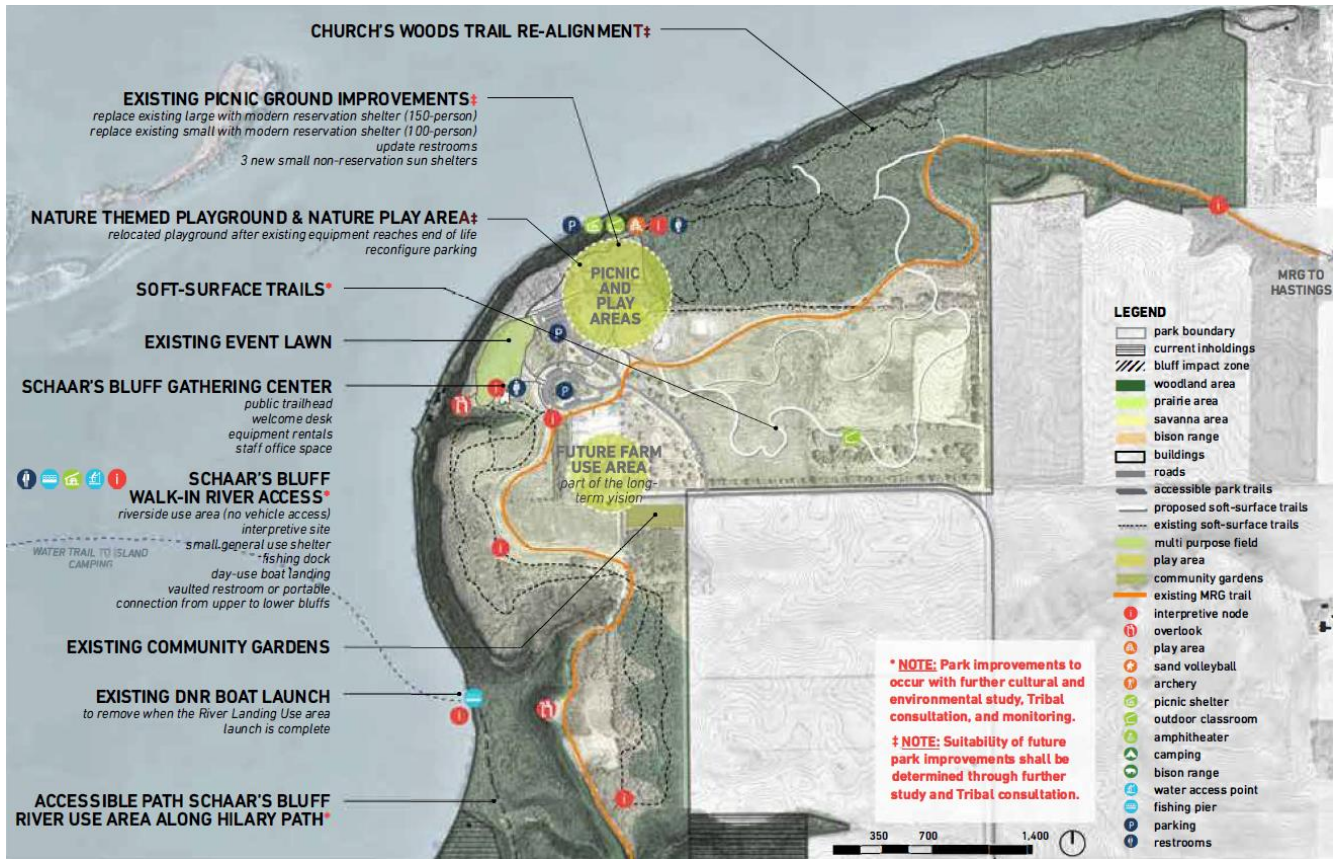 CHURCH'S WOODS TRAIL RE-ALIGNMENT‡
EXISTING PICNIC GROUND IMPROVEMENTS‡
replace existing large with modern reservation shelter (150-person)
replace existing small with modern reservation shelter (100-person)
update restrooms
3 new small non-reservation sun shelters
NATURE THEMED PLAYGROUND & NATURE PLAY AREA‡
relocated playground after existing equipment reaches end of life
reconfigure parking
SOFT-SURFACE TRAILS*
EXISTING EVENT LAWN
SCHAAR'S BLUFF GATHERING CENTER
public trailhead
welcome desk
equipment rentals
staff office space
SCHAAR'S BLUFF
WALK-IN RIVER ACCESS*
riverside use area (no vehicle access)
interpretive site
small general use shelter
fishing dock
day-use boat landing
vaulted restroom or portable
connection from upper to lower bluffs
WATER TRAIL TO ISLAND
CAMPING
EXISTING COMMUNITY GARDENS
EXISTING DNR BOAT LAUNCH
to remove when the River Landing Use area
launch is complete
ACCESSIBLE PATH SCHAAR'S BLUFF
RIVER USE AREA ALONG HILARY PATH*
PICNIC
AND
PLAY
AREAS
P
P
P
FUTURE FARM
USE AREA
part of the long-
term vision
MRG TO
HASTINGS
LEGEND
park boundary
current inholdings
bluff impact zone
woodland area
prairie area
savanna area
bison range
buildings
roads
accessible park trails
proposed soft-surface trails
existing soft-surface trails
multi purpose field
play area
community gardens
existing MRG trail
interpretive node
overlook
play area
sand volleyball
archery
picnic shelter
outdoor classroom
amphitheater
camping
bison range
water access point
fishing pier
P parking
restrooms
* NOTE: Park improvements to
occur with further cultural and
environmental study, Tribal
consultation, and monitoring.
‡ NOTE: Suitability of future
park improvements shall be
determined through further
study and Tribal consultation.
350 700 1,400